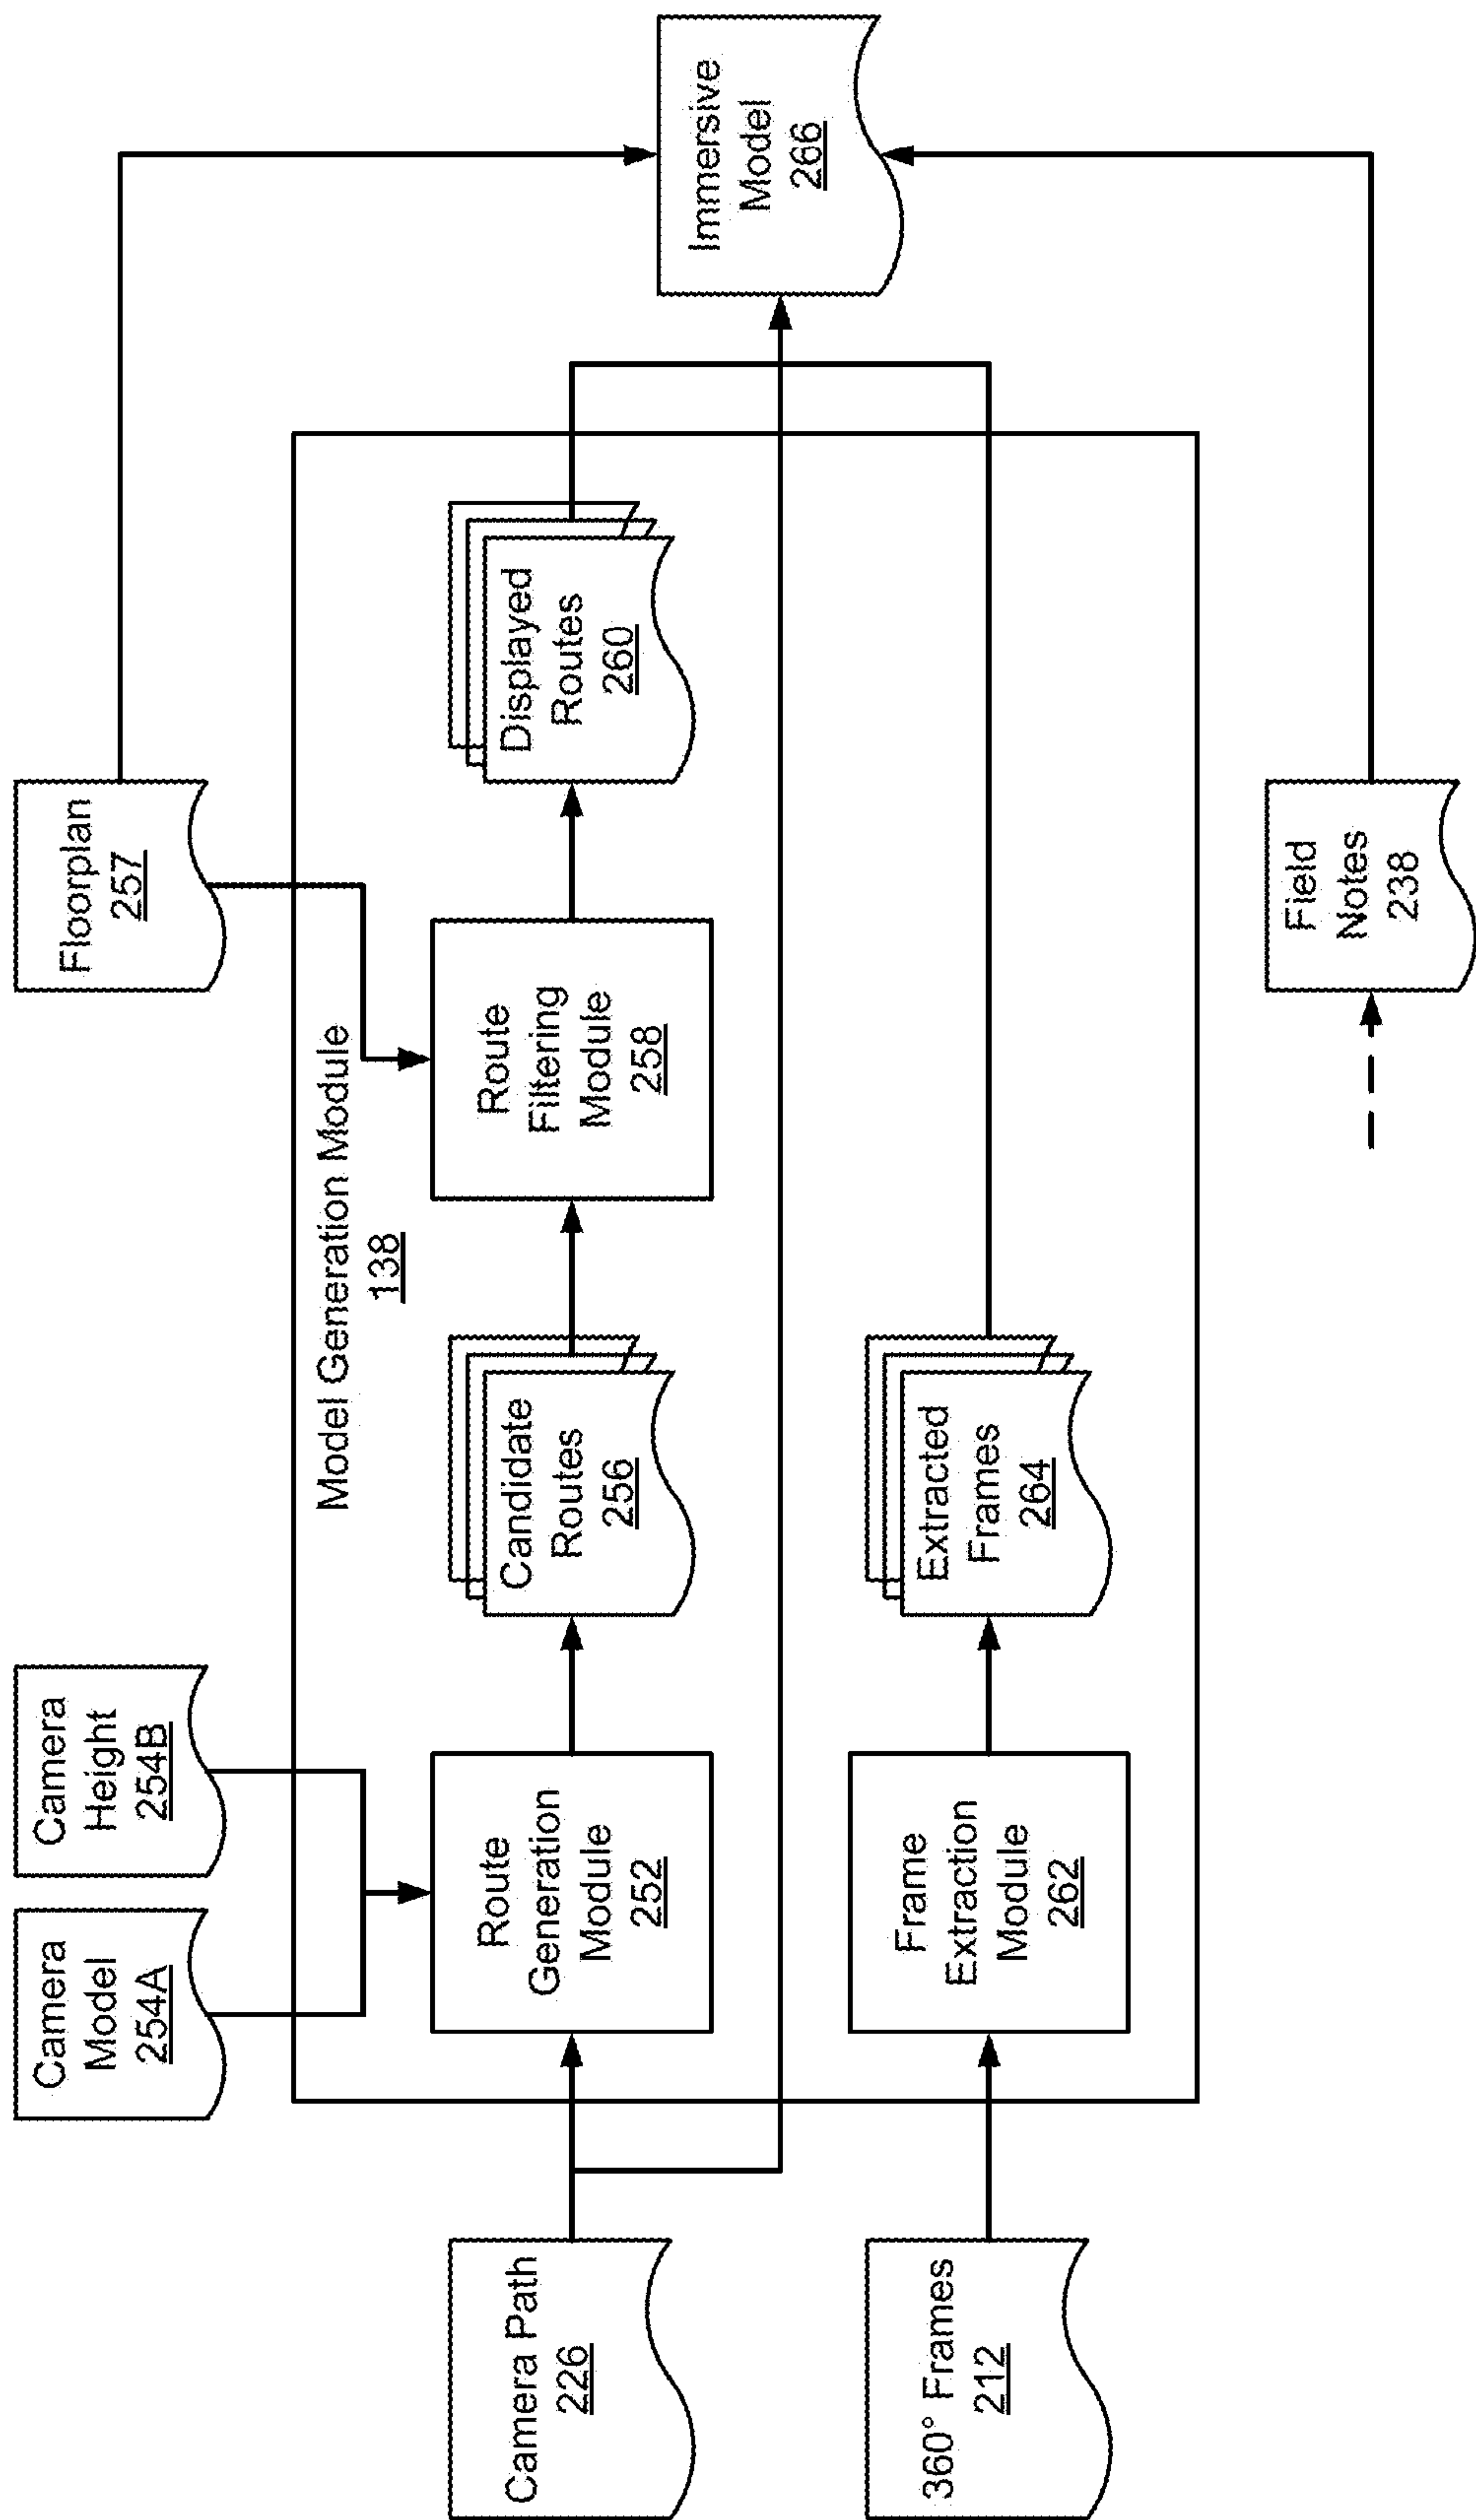 Camera
Model
254A
Camera
Height
254B
Floorplan
257
Model Generation Module
138
Camera Path
226
Route
Generation
Module
252
Candidate
Routes
256
Route
Filtering
Module
258
Displayed
Routes
260
Immersive
Model
266
360° Frames
212
Frame
Extraction
Module
262
Extracted
Frames
264
Field
Notes
238